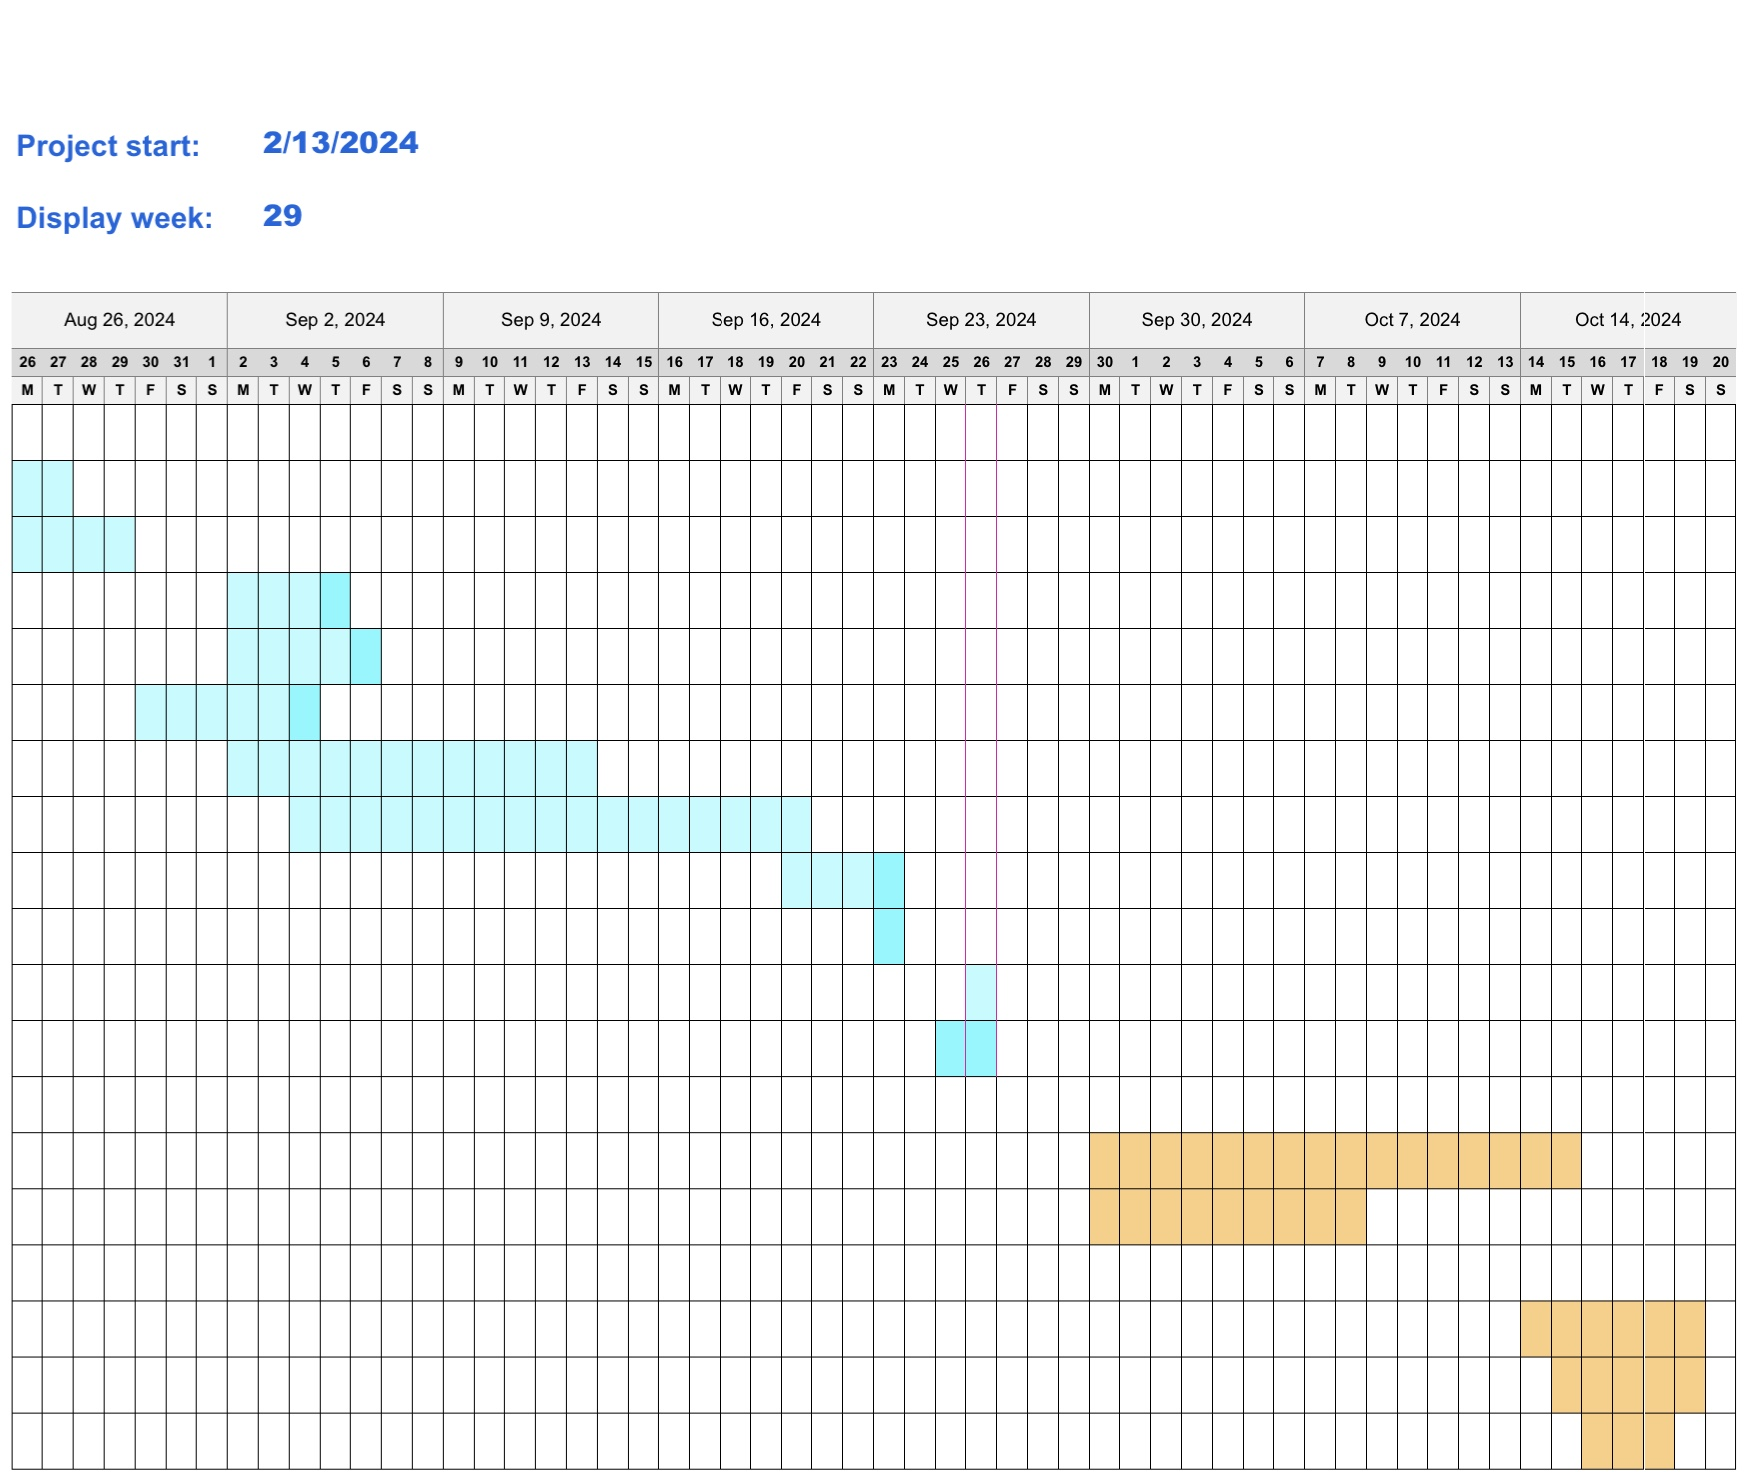 Project start: 2/13/2024
Display week: 29
Aug 26, 2024 Sep 2, 2024 Sep 9, 2024 Sep 16, 2024 Sep 23, 2024 Sep 30, 2024 Oct 7, 2024 Oct 14, 2024
26 27 28 29 30 31 1 2 3 4 5 6 7 8 9 10 11 12 13 14 15 16 17 18 19 20 21 22 23 24 25 26 27 28 29 30 1 2 3 4 5 6 7 8 9 10 11 12 13 14 15 16 17 18 19 20
M T W T F S S M T W T F S S M T W T F S S M T W T F S S M T W T F S S M T W T F S S M T W T F S S M T W T F S S